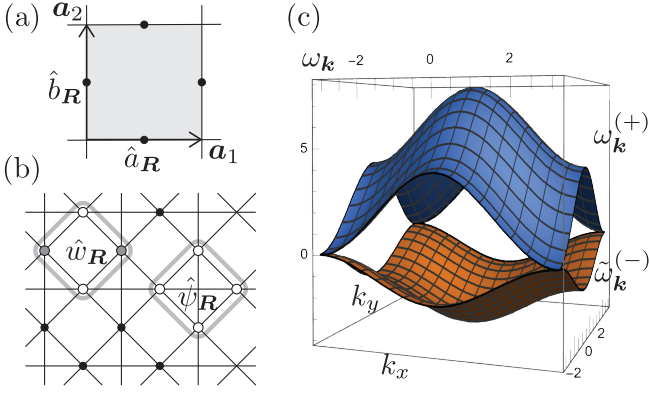 (a)
𝒂₂
b̂_𝑹
â_𝑹
𝒂₁
(b)
ŵ_𝑹
ψ̂_𝑹
(c)
ω_𝒌
−2
0
2
5
0
ω_𝒌^(+)
ω̃_𝒌^(−)
k_y
k_x
2
0
−2